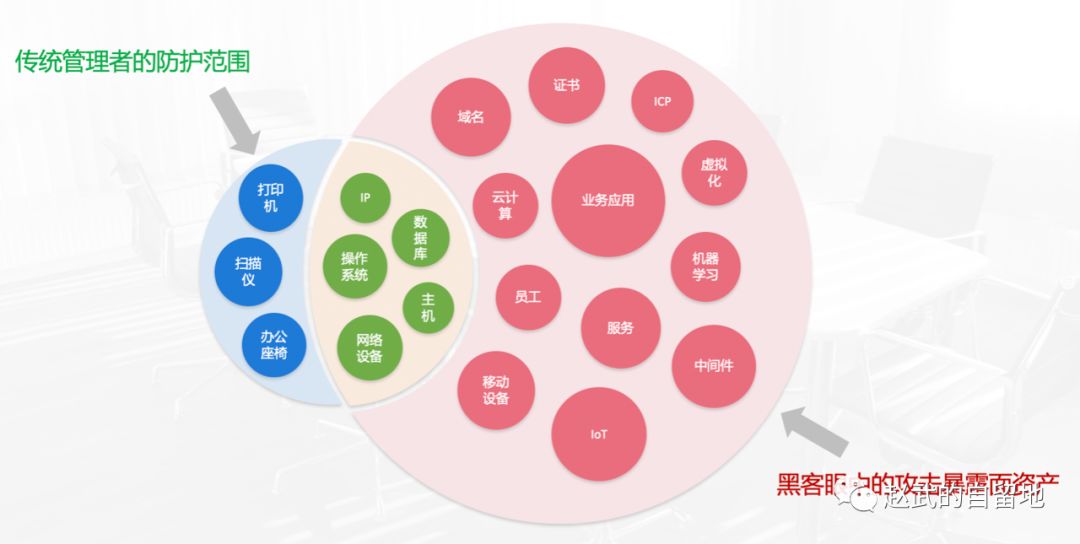 传统管理者的防护范围
证书
ICP
域名
虚拟
化
打印
机
IP
云计
算
业务应用
数
据
库
操作
系统
扫描
仪
机器
学习
员工
主
机
服务
办公
座椅
网络
设备
中间件
移动
设备
IoT
黑客眼中的攻击暴露面资产
赵武的自留地